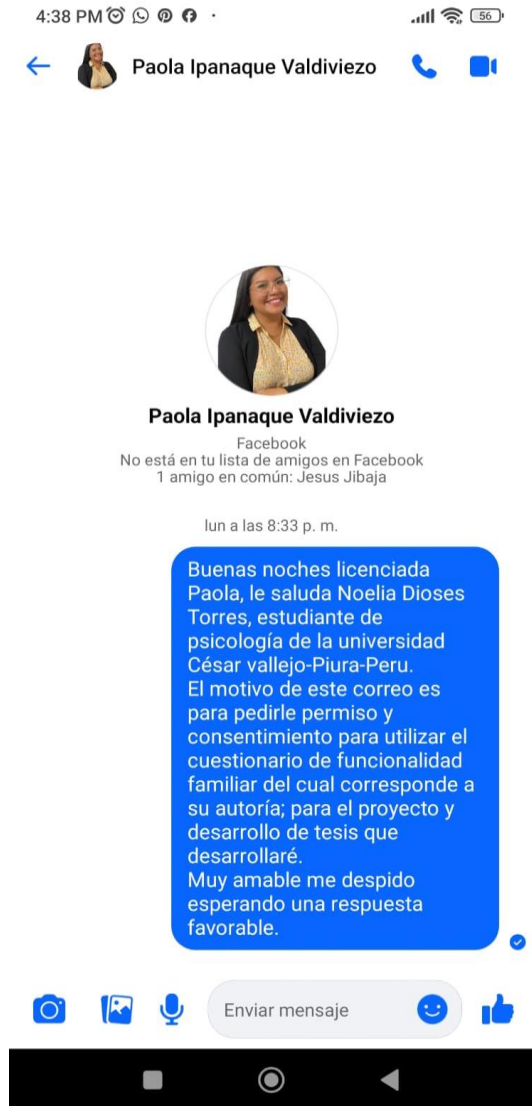 4:38 PM
56
Paola Ipanaque Valdiviezo
Paola Ipanaque Valdiviezo
Facebook
No está en tu lista de amigos en Facebook
1 amigo en común: Jesus Jibaja
lun a las 8:33 p. m.
Buenas noches licenciada
Paola, le saluda Noelia Dioses
Torres, estudiante de
psicología de la universidad
César vallejo-Piura-Peru.
El motivo de este correo es
para pedirle permiso y
consentimiento para utilizar el
cuestionario de funcionalidad
familiar del cual corresponde a
su autoría; para el proyecto y
desarrollo de tesis que
desarrollaré.
Muy amable me despido
esperando una respuesta
favorable.
Enviar mensaje